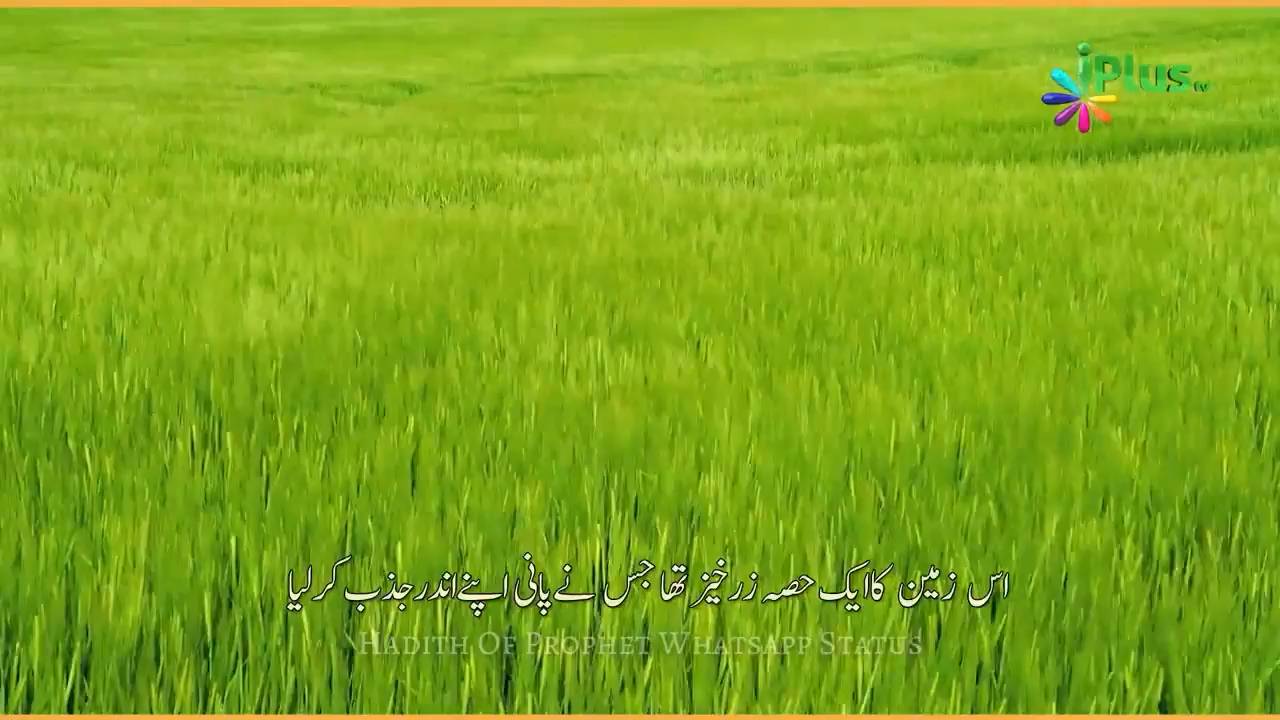 iPlus tv
اس زمین کا ایک حصہ زرخیز تھا جس نے پانی اپنے اندر جذب کر لیا
Hadith Of Prophet Whatsapp Status